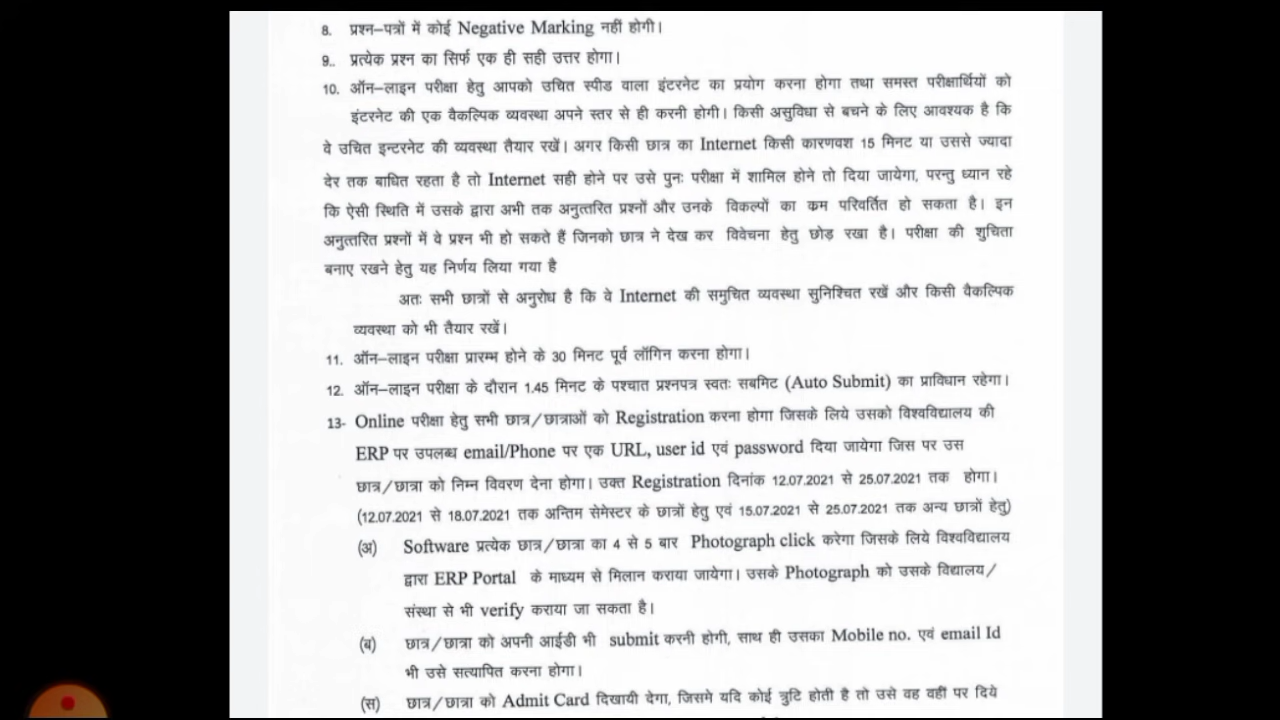 8. प्रश्न–पत्रों में कोई Negative Marking नहीं होगी।
9.. प्रत्येक प्रश्न का सिर्फ एक ही सही उत्तर होगा।
10. ऑन–लाइन परीक्षा हेतु आपको उचित स्पीड वाला इंटरनेट का प्रयोग करना होगा तथा समस्त परीक्षार्थियों को
इंटरनेट की एक वैकल्पिक व्यवस्था अपने स्तर से ही करनी होगी। किसी असुविधा से बचने के लिए आवश्यक है कि
वे उचित इन्टरनेट की व्यवस्था तैयार रखें। अगर किसी छात्र का Internet किसी कारणवश 15 मिनट या उससे ज्यादा
देर तक बाधित रहता है तो Internet सही होने पर उसे पुनः परीक्षा में शामिल होने तो दिया जायेगा, परन्तु ध्यान रहे
कि ऐसी स्थिति में उसके द्वारा अभी तक अनुत्तरित प्रश्नों और उनके विकल्पों का क्रम परिवर्तित हो सकता है। इन
अनुत्तरित प्रश्नों में वे प्रश्न भी हो सकते हैं जिनको छात्र ने देख कर विवेचना हेतु छोड़ रखा है। परीक्षा की शुचिता
बनाए रखने हेतु यह निर्णय लिया गया है
अतः सभी छात्रों से अनुरोध है कि वे Internet की समुचित व्यवस्था सुनिश्चित रखें और किसी वैकल्पिक
व्यवस्था को भी तैयार रखें।
11. ऑन–लाइन परीक्षा प्रारम्भ होने के 30 मिनट पूर्व लॉगिन करना होगा।
12. ऑन–लाइन परीक्षा के दौरान 1.45 मिनट के पश्चात प्रश्नपत्र स्वतः सबमिट (Auto Submit) का प्राविधान रहेगा।
13- Online परीक्षा हेतु सभी छात्र/छात्राओं को Registration करना होगा जिसके लिये उसको विश्वविद्यालय की
ERP पर उपलब्ध email/Phone पर एक URL, user id एवं password दिया जायेगा जिस पर उस
छात्र/छात्रा को निम्न विवरण देना होगा। उक्त Registration दिनांक 12.07.2021 से 25.07.2021 तक होगा।
(12.07.2021 से 18.07.2021 तक अन्तिम सेमेस्टर के छात्रों हेतु एवं 15.07.2021 से 25.07.2021 तक अन्य छात्रों हेतु)
(अ) Software प्रत्येक छात्र/छात्रा का 4 से 5 बार Photograph click करेगा जिसके लिये विश्वविद्यालय
द्वारा ERP Portal के माध्यम से मिलान कराया जायेगा। उसके Photograph को उसके विद्यालय/
संस्था से भी verify कराया जा सकता है।
(ब) छात्र/छात्रा को अपनी आईडी भी submit करनी होगी, साथ ही उसका Mobile no. एवं email Id
भी उसे सत्यापित करना होगा।
(स) छात्र/छात्रा को Admit Card दिखायी देगा, जिसमे यदि कोई त्रुटि होती है तो उसे वह वहीं पर दिये